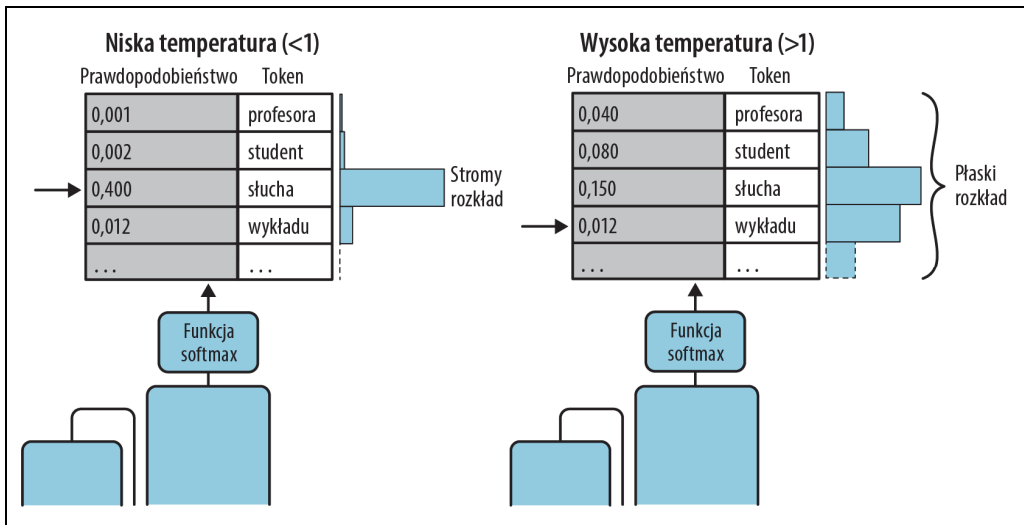 Niska temperatura (<1)
Prawdopodobieństwo Token
0,001 profesora
0,002 student
0,400 słucha
0,012 wykładu
... ...
Stromy
rozkład
Funkcja
softmax
Wysoka temperatura (>1)
Prawdopodobieństwo Token
0,040 profesora
0,080 student
0,150 słucha
0,012 wykładu
... ...
Płaski
rozkład
Funkcja
softmax